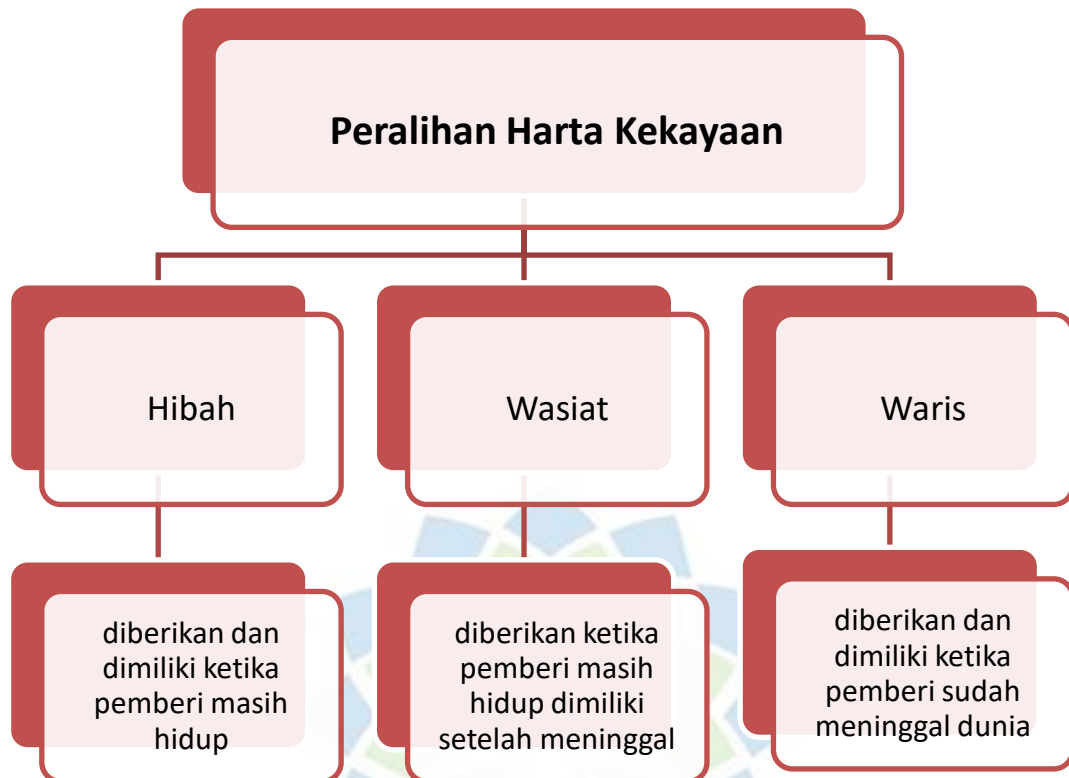 Peralihan Harta Kekayaan
Hibah
Wasiat
Waris
diberikan dan
dimiliki ketika
pemberi masih
hidup
diberikan ketika
pemberi masih
hidup dimiliki
setelah meninggal
diberikan dan
dimiliki ketika
pemberi sudah
meninggal dunia